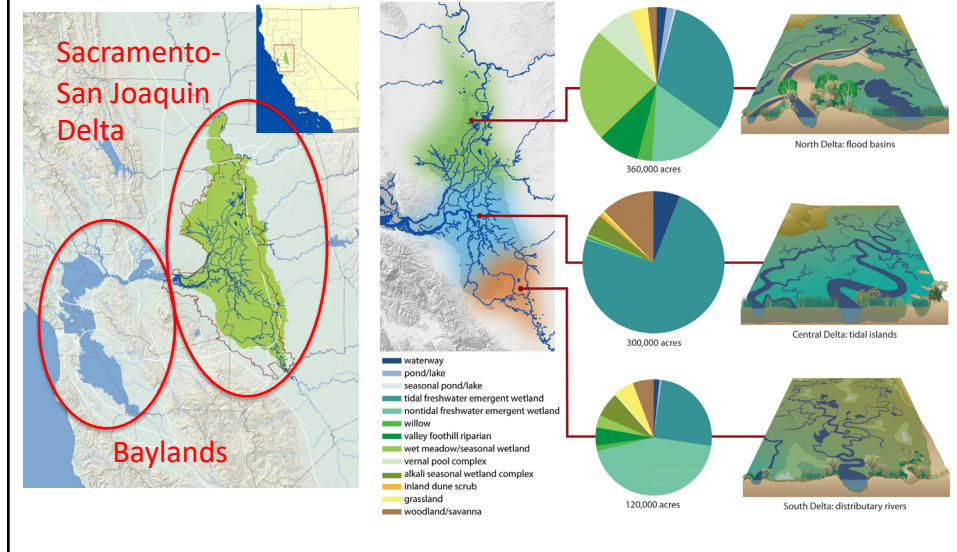 Sacramento-
San Joaquin
Delta
Baylands
360,000 acres
North Delta: flood basins
300,000 acres
Central Delta: tidal islands
waterway
pond/lake
seasonal pond/lake
tidal freshwater emergent wetland
nontidal freshwater emergent wetland
willow
valley foothill riparian
wet meadow/seasonal wetland
vernal pool complex
alkali seasonal wetland complex
inland dune scrub
grassland
woodland/savanna
120,000 acres
South Delta: distributary rivers